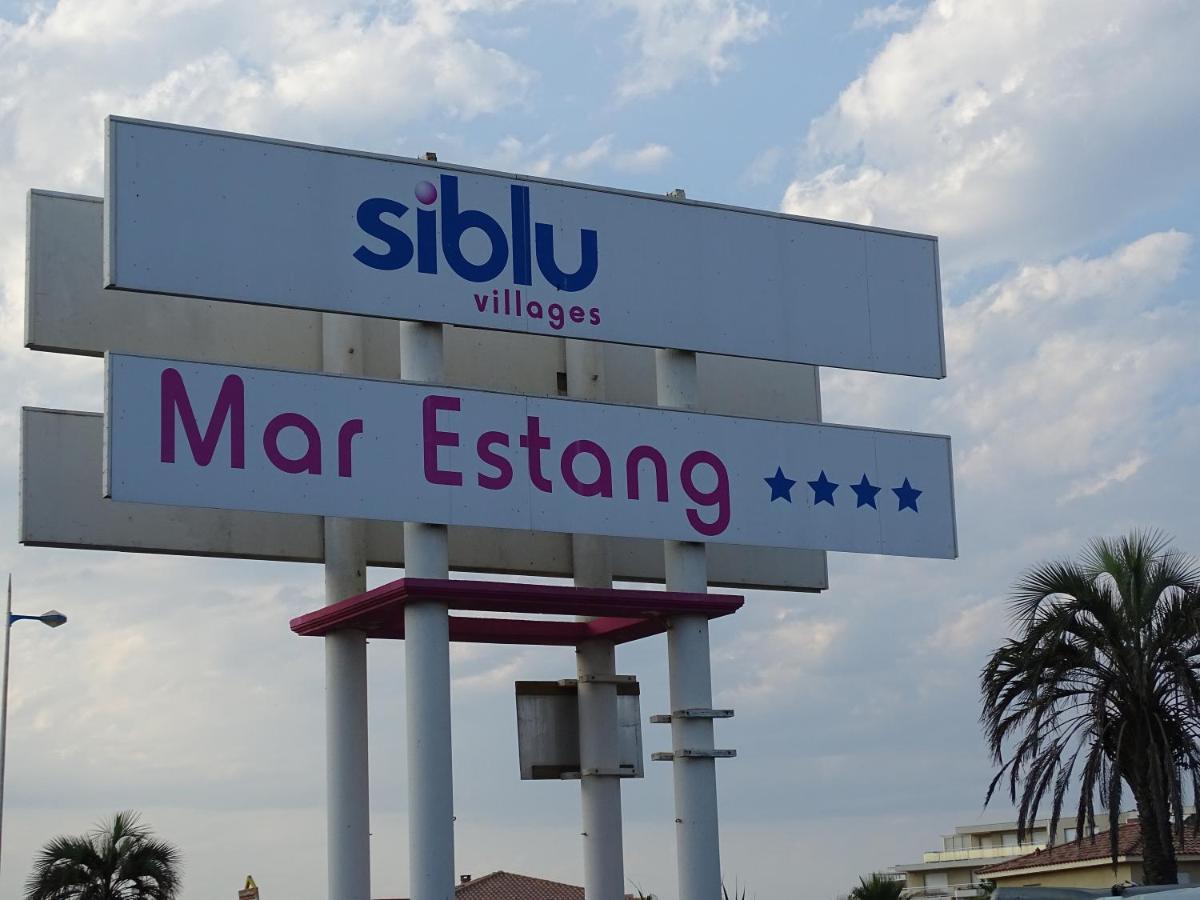 siblu
villages
Mar Estang ★★★★